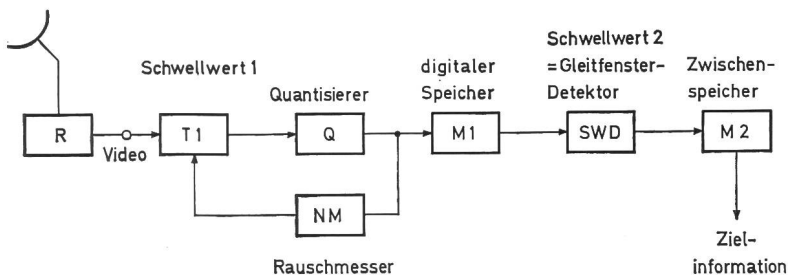 Schwellwert 1
Quantisierer
digitaler
Speicher
Schwellwert 2
= Gleitfenster-
Detektor
Zwischen-
speicher
R
Video
T1
Q
M1
SWD
M2
NM
Rauschmesser
Ziel-
information